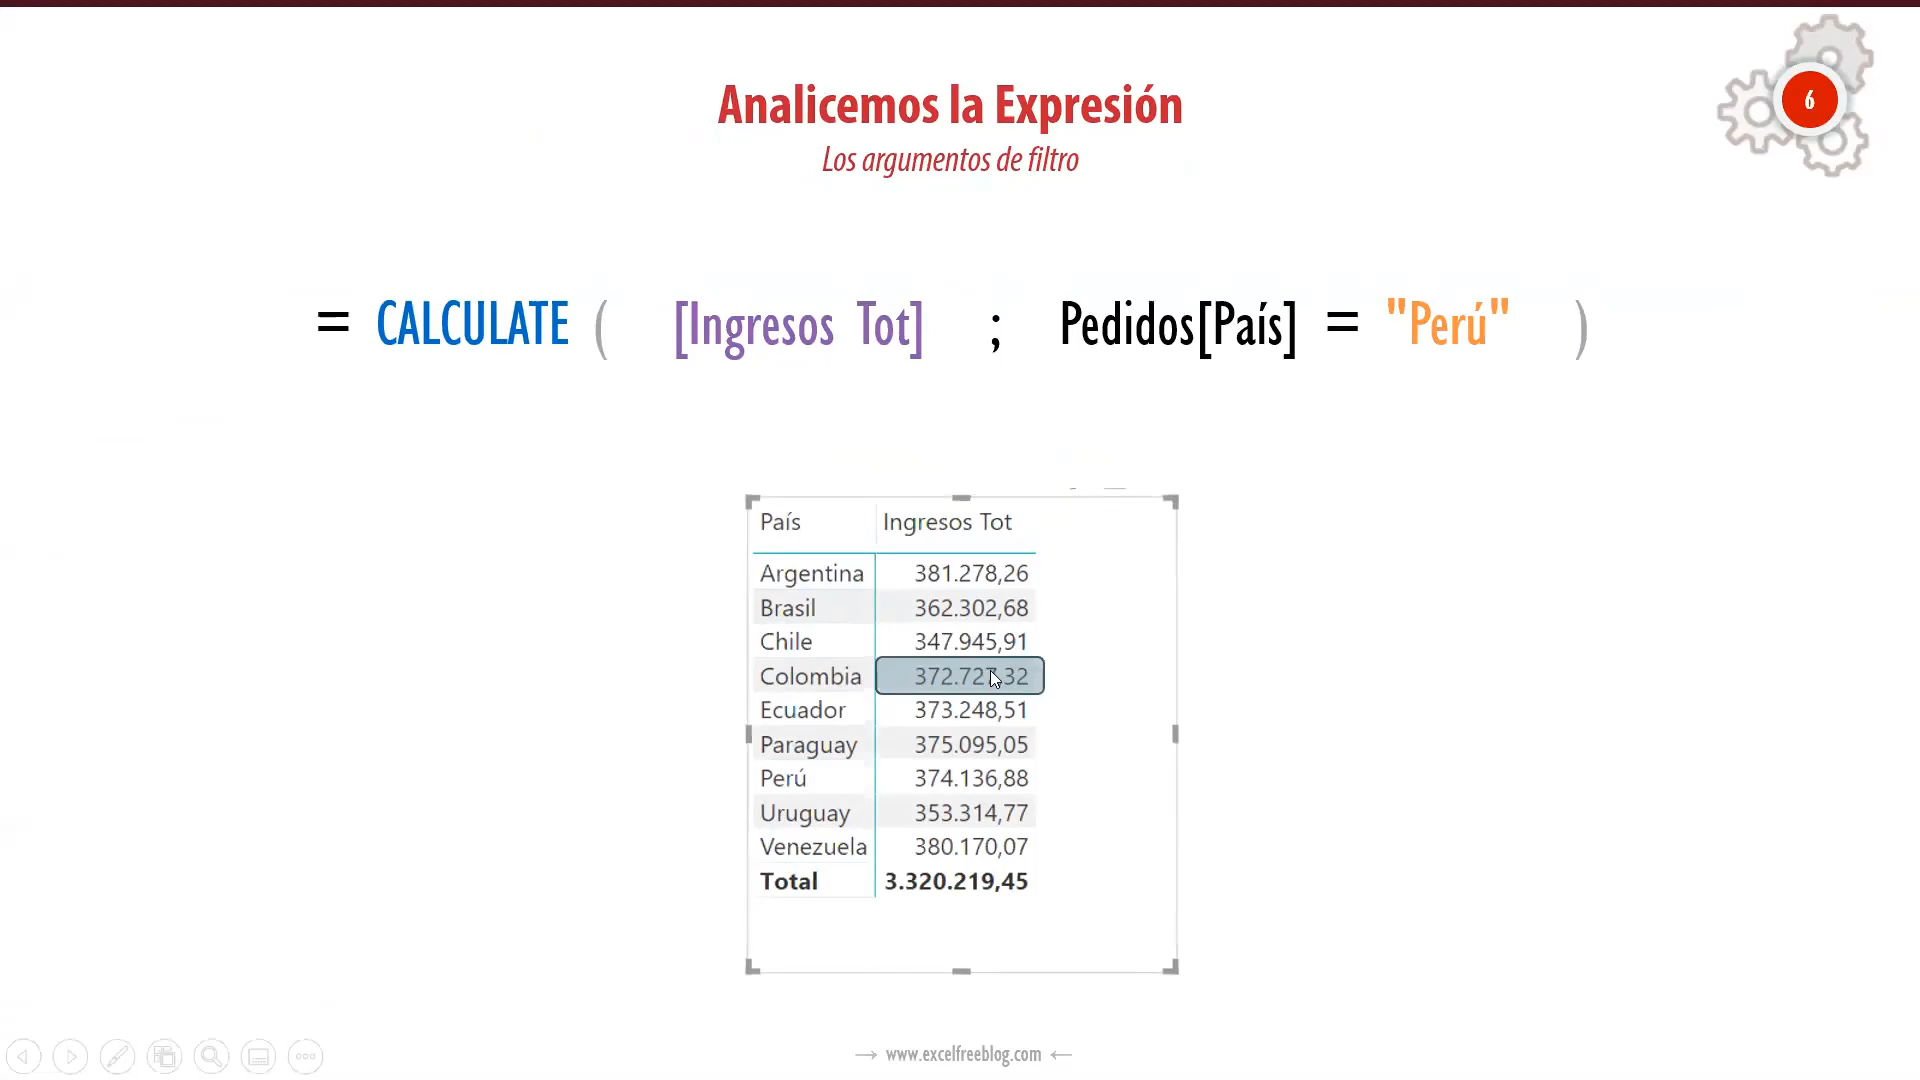 6
Analicemos la Expresión
Los argumentos de filtro
= CALCULATE ( [Ingresos Tot] ; Pedidos[País] = "Perú" )
País Ingresos Tot
Argentina 381.278,26
Brasil 362.302,68
Chile 347.945,91
Colombia 372.727,32
Ecuador 373.248,51
Paraguay 375.095,05
Perú 374.136,88
Uruguay 353.314,77
Venezuela 380.170,07
Total 3.320.219,45
→ www.excelfreeblog.com ←